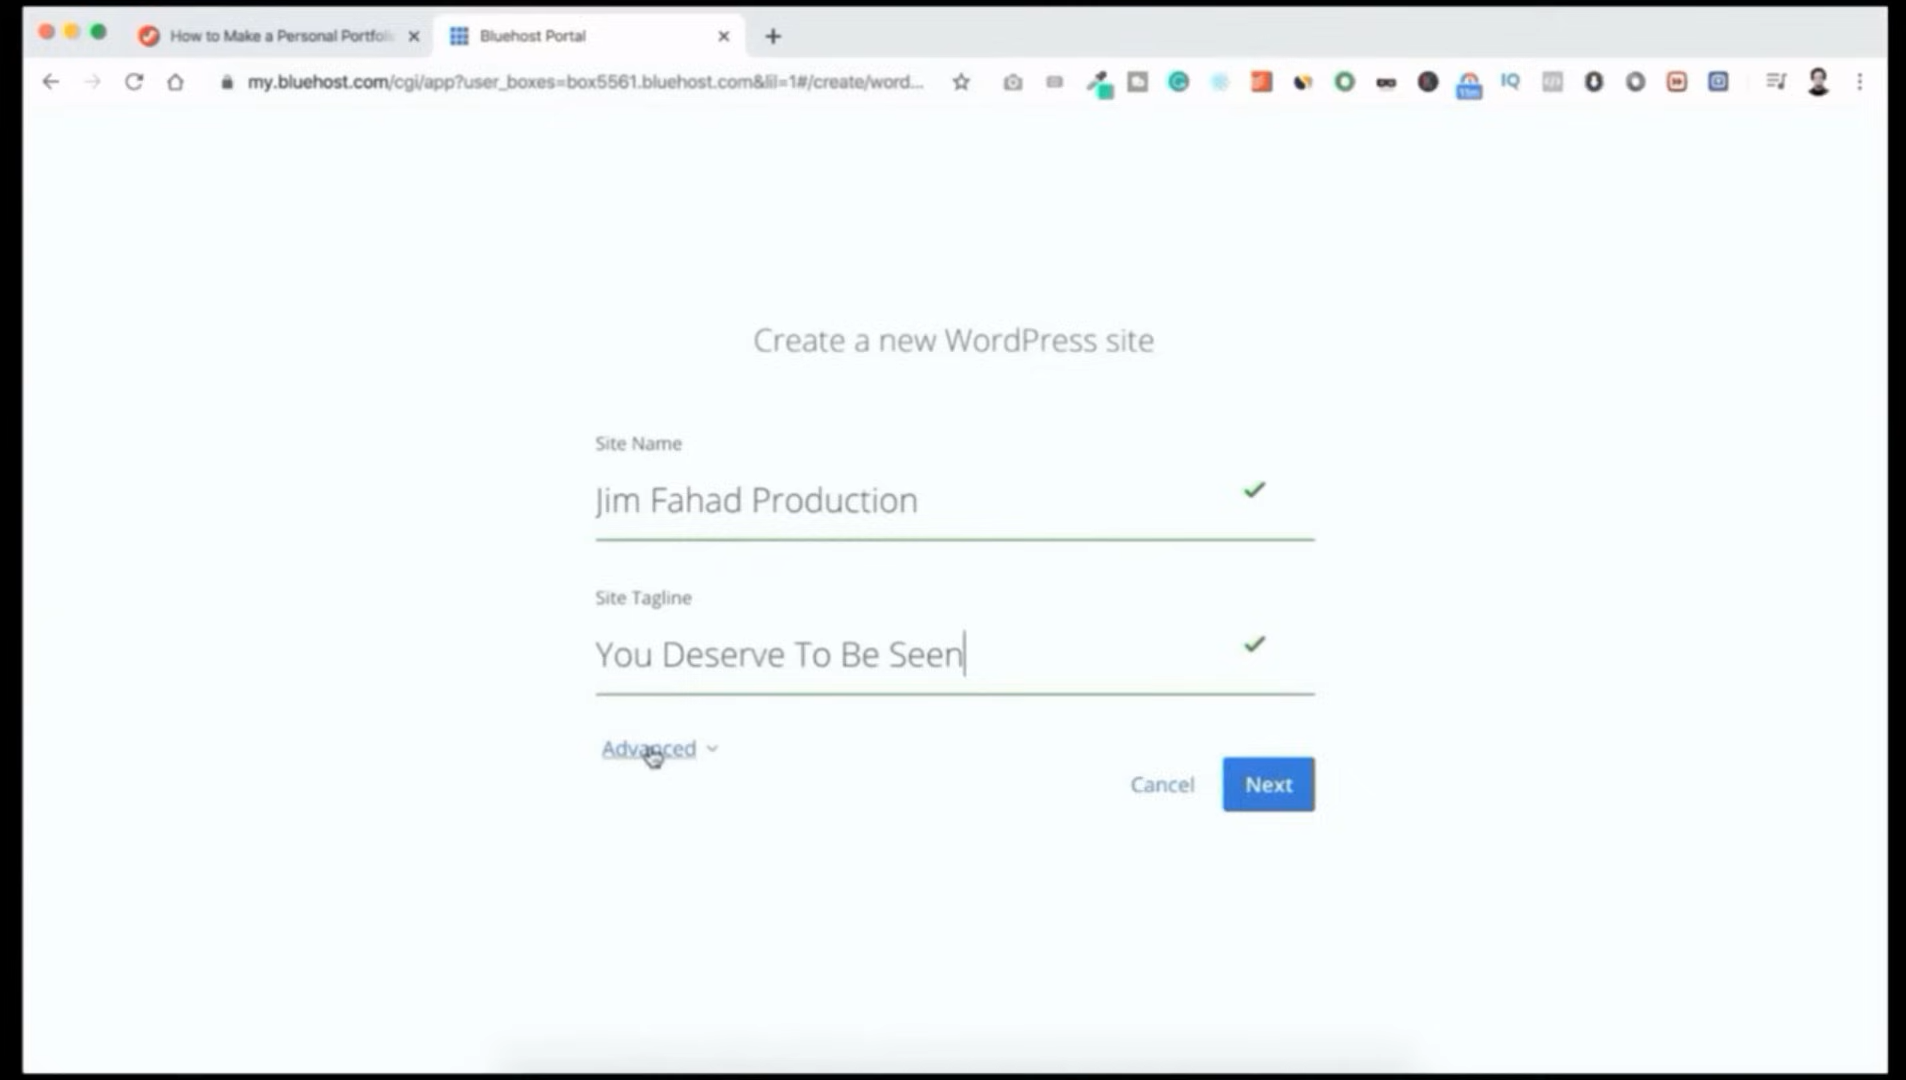 How to Make a Personal Portfoli
Bluehost Portal
my.bluehost.com/cgi/app?user_boxes=box5561.bluehost.com&lil=1#/create/word...
IQ
Create a new WordPress site
Site Name
Jim Fahad Production
Site Tagline
You Deserve To Be Seen
Advanced
Cancel
Next